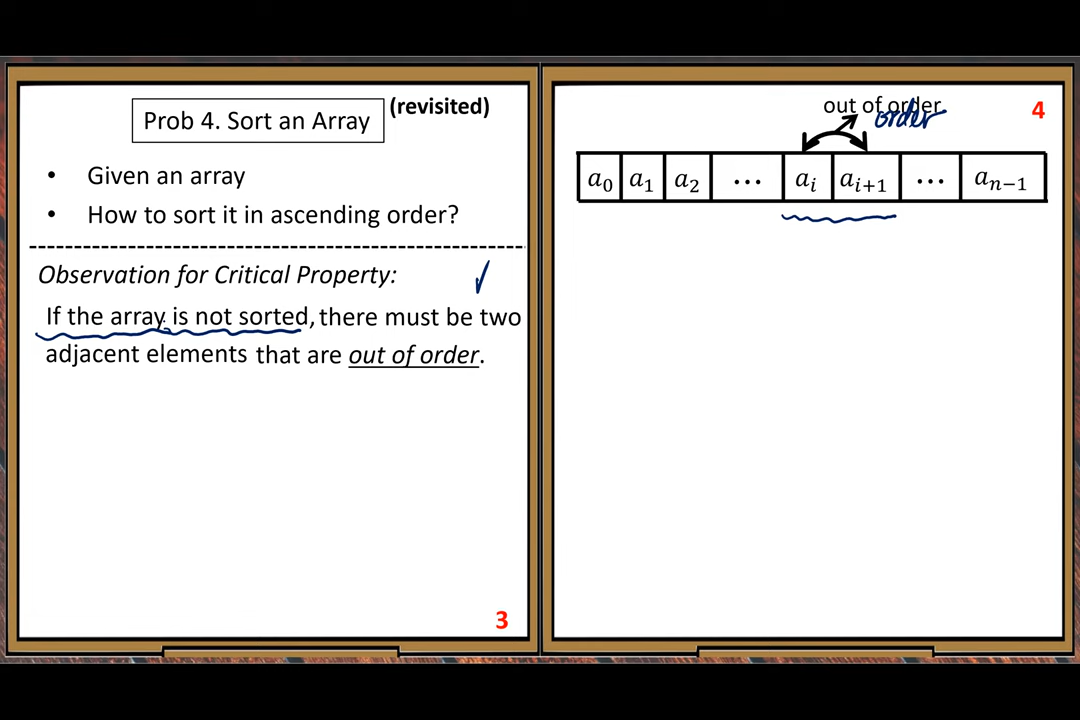 Prob 4. Sort an Array
(revisited)
• Given an array
• How to sort it in ascending order?
Observation for Critical Property:
If the array is not sorted, there must be two
adjacent elements that are out of order.
3
out of order
order
4
a₀ a₁ a₂ ⋯ aᵢ aᵢ₊₁ ⋯ aₙ₋₁